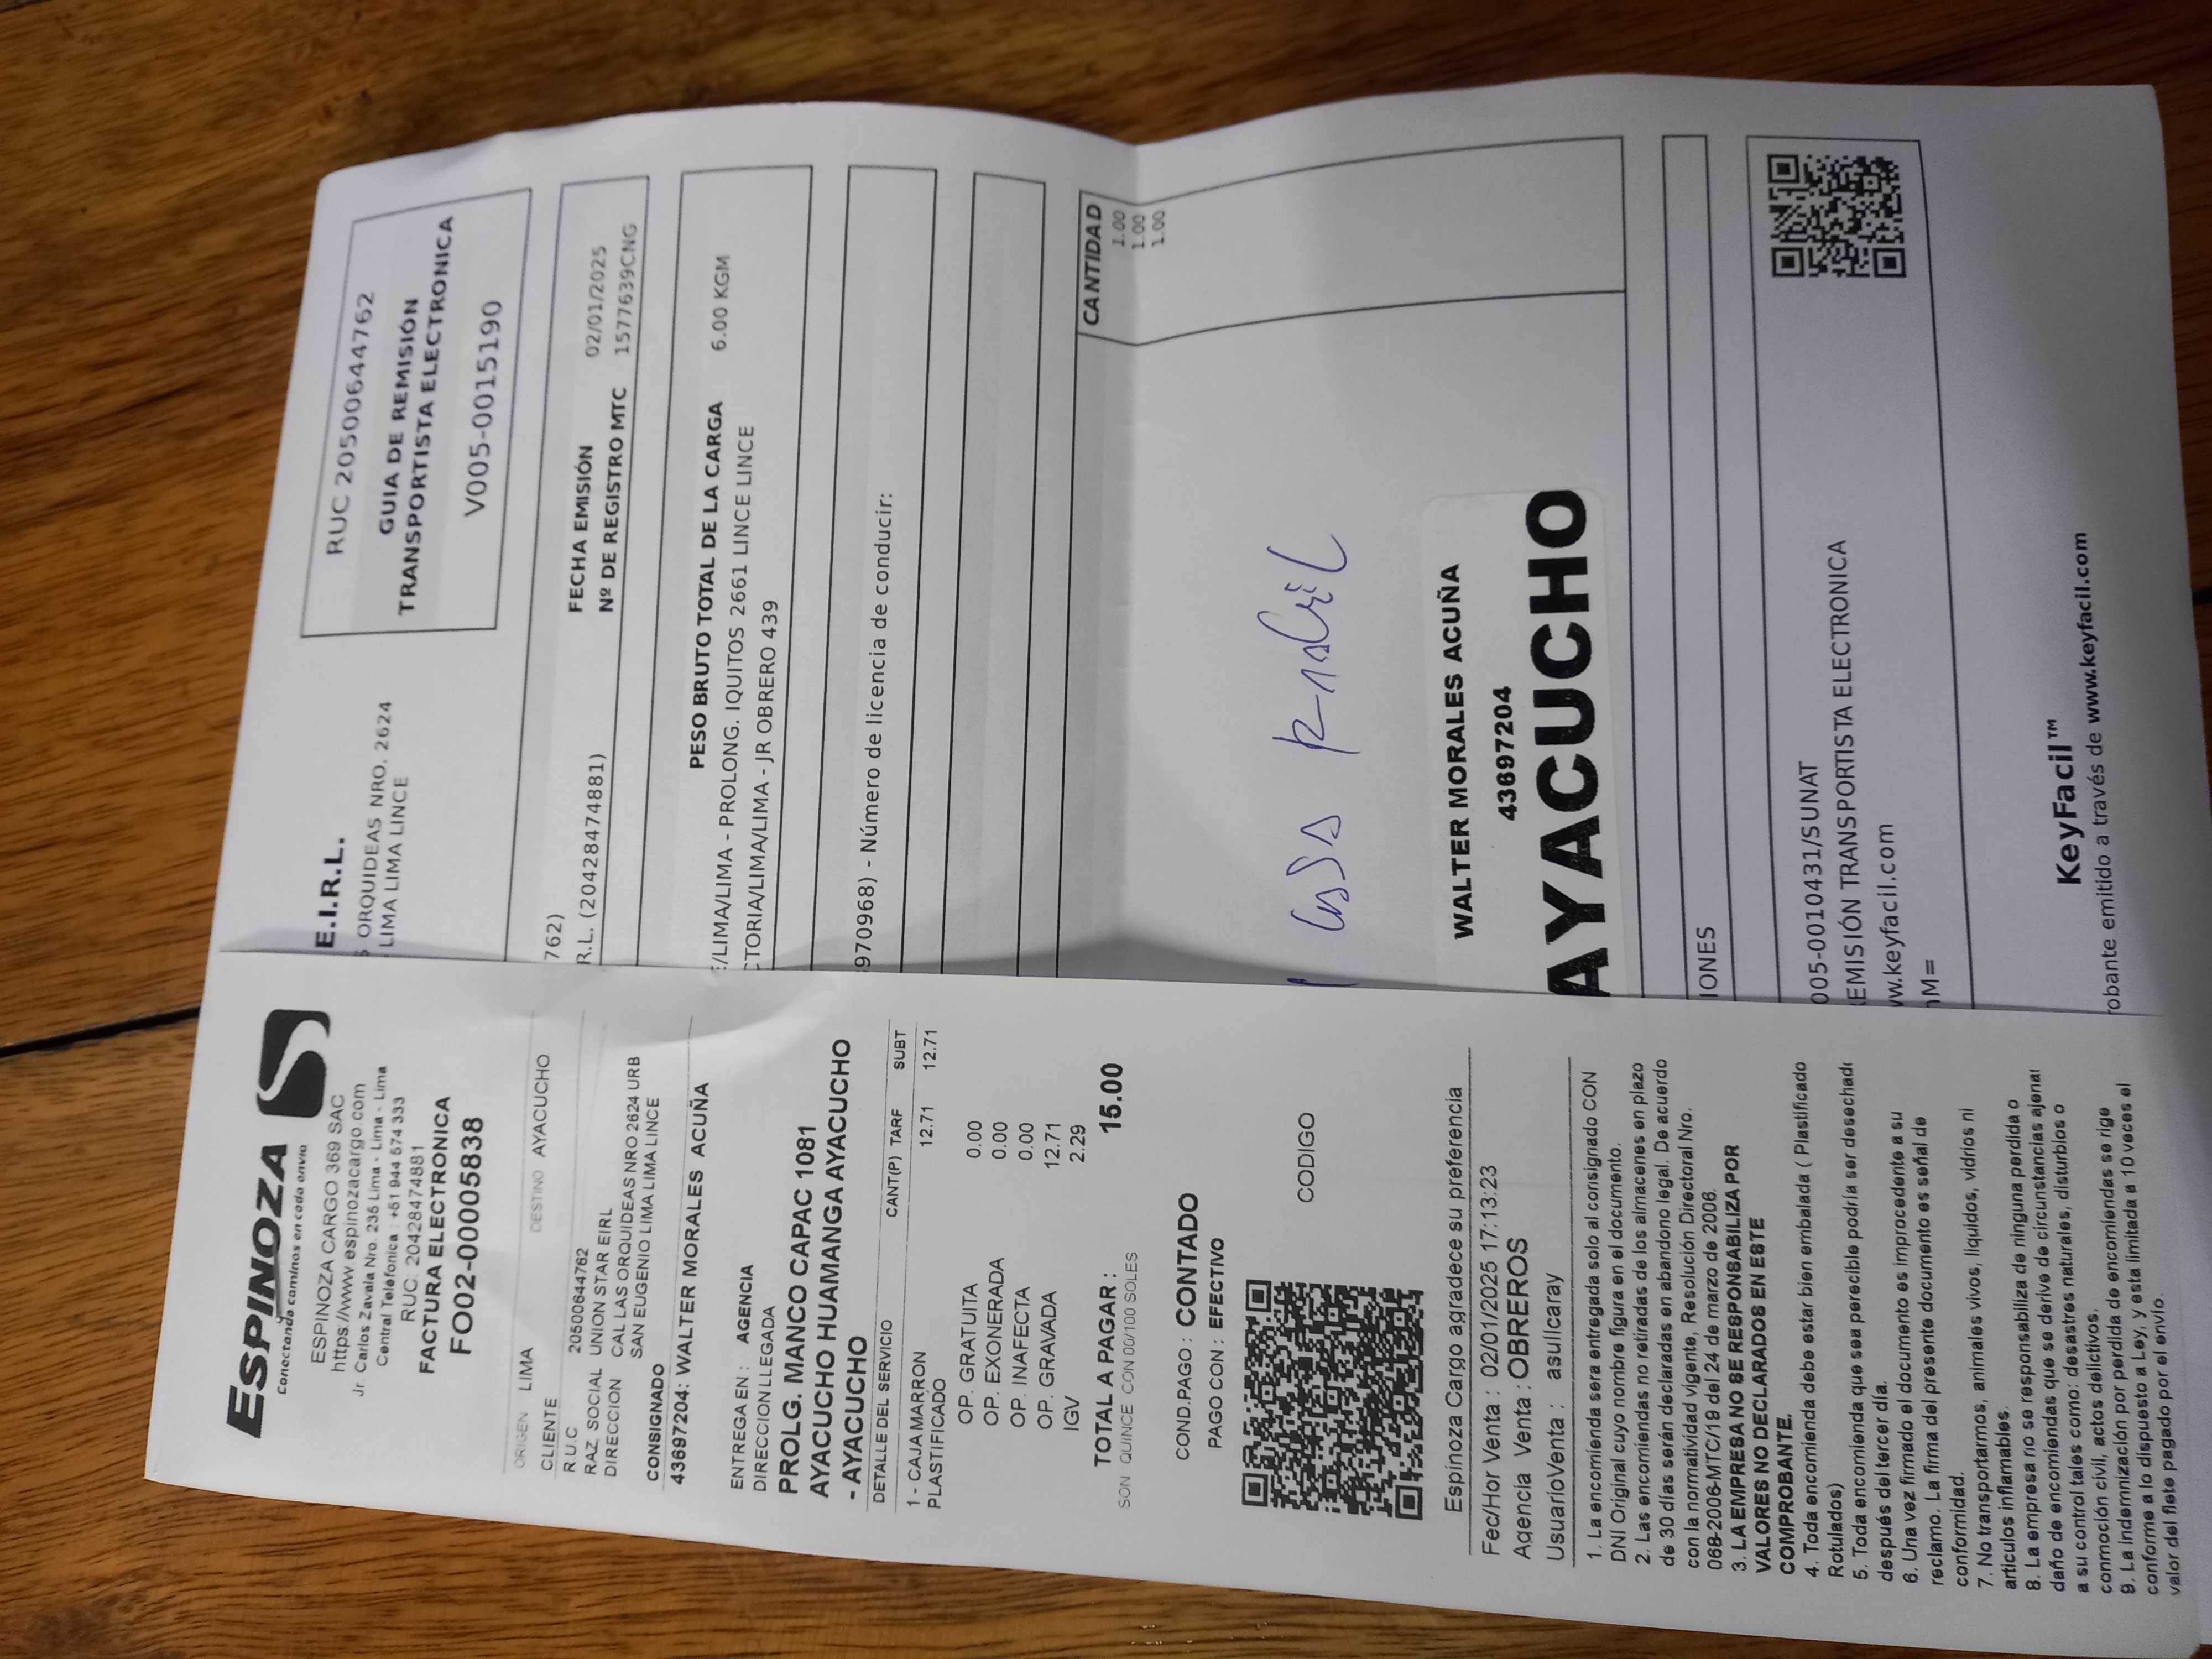 ESPINOZA
Conectando caminos en cada envio
ESPINOZA CARGO 369 SAC
https://www.espinozacargo.com
Jr. Carlos Zavala Nro. 235 Lima - Lima - Lima
Central Telefonica : +51 944 574 333
RUC. 20428474881
FACTURA ELECTRONICA
FO02-00005838
ORIGEN LIMA DESTINO AYACUCHO
CLIENTE
R.U.C 20500644762
RAZ. SOCIAL UNION STAR EIRL
DIRECCION CAL LAS ORQUIDEAS NRO 2624 URB
SAN EUGENIO LIMA LIMA LINCE
CONSIGNADO
43697204: WALTER MORALES ACUÑA
ENTREGA EN : AGENCIA
DIRECCION LLEGADA
PROLG. MANCO CAPAC 1081
AYACUCHO HUAMANGA AYACUCHO
- AYACUCHO
DETALLE DEL SERVICIO CANT(P) TARF SUBT
1 - CAJA MARRON 12.71 12.71
PLASTIFICADO
OP. GRATUITA 0.00
OP. EXONERADA 0.00
OP. INAFECTA 0.00
OP. GRAVADA 12.71
IGV 2.29
TOTAL A PAGAR : 15.00
SON QUINCE CON 00/100 SOLES
COND.PAGO : CONTADO
PAGO CON : EFECTIVO
CODIGO
Espinoza Cargo agradece su preferencia
Fec/Hor Venta : 02/01/2025 17:13:23
Agencia Venta : OBREROS
UsuarioVenta : asullcaray
1. La encomienda sera entregada solo al consignado CON
DNI Original cuyo nombre figura en el documento.
2. Las encomiendas no retiradas de los almacenes en plazo
de 30 días serán declaradas en abandono legal. De acuerdo
con la normatividad vigente, Resolución Directoral Nro.
068-2006-MTC/19 del 24 de marzo de 2006.
3. LA EMPRESA NO SE RESPONSABILIZA POR
VALORES NO DECLARADOS EN ESTE
COMPROBANTE.
4. Toda encomienda debe estar bien embalada ( Plastificado
Rotulados)
5. Toda encomienda que sea perecible podría ser desechad
después del tercer día.
6. Una vez firmado el documento es improcedente a su
reclamo. La firma del presente documento es señal de
conformidad.
7. No transportamos, animales vivos, liquidos, vidrios ni
articulos inflamables.
8. La empresa no se responsabiliza de ninguna perdida o
daño de encomiendas que se derive de circunstancias ajenas
a su control tales como: desastres naturales, disturbios o
conmoción civil, actos delictivos.
9. La indemnización por perdida de encomiendas se rige
conforme a lo dispuesto a Ley, y esta limitada a 10 veces el
valor del flete pagado por el envío.
E.I.R.L.
ORQUIDEAS NRO. 2624
LIMA LIMA LINCE
RUC 20500644762
GUIA DE REMISIÓN
TRANSPORTISTA ELECTRONICA
V005-0015190
762)
R.L. (20428474881)
FECHA EMISIÓN 02/01/2025
Nº DE REGISTRO MTC 1577639CNG
PESO BRUTO TOTAL DE LA CARGA 6.00 KGM
/LIMA/LIMA - PROLONG. IQUITOS 2661 LINCE LINCE
CTORIA/LIMA/LIMA - JR OBRERO 439
970968) - Número de licencia de conducir:
CANTIDAD
1.00
1.00
1.00
WALTER MORALES ACUÑA
43697204
AYACUCHO
IONES
005-0010431/SUNAT
EMISIÓN TRANSPORTISTA ELECTRONICA
w.keyfacil.com
M=
KeyFacil™
robante emitido a través de www.keyfacil.com